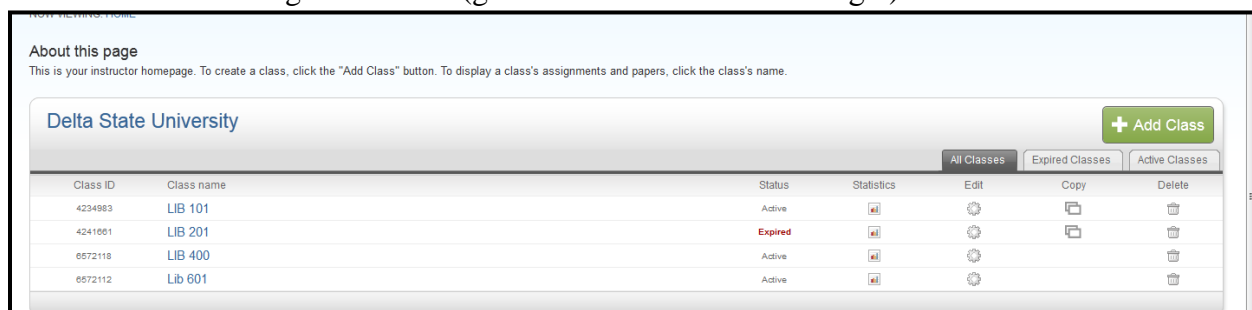 NOW VIEWING: HOME
About this page
This is your instructor homepage. To create a class, click the "Add Class" button. To display a class's assignments and papers, click the class's name.
Delta State University
Add Class
All Classes Expired Classes Active Classes
Class ID Class name Status Statistics Edit Copy Delete
4234983 LIB 101 Active
4241661 LIB 201 Expired
6572118 LIB 400 Active
6572112 Lib 601 Active